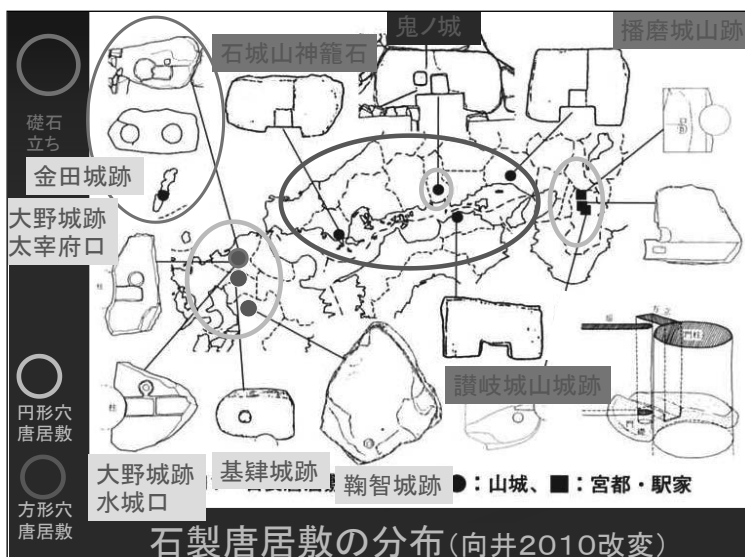 礎石
立ち
石城山神籠石
鬼ノ城
播磨城山跡
金田城跡
大野城跡
太宰府口
円形穴
唐居敷
方形穴
唐居敷
大野城跡
水城口
基肄城跡
鞠智城跡
讃岐城山城跡
●：山城、■：宮都・駅家
石製唐居敷の分布(向井2010改変)